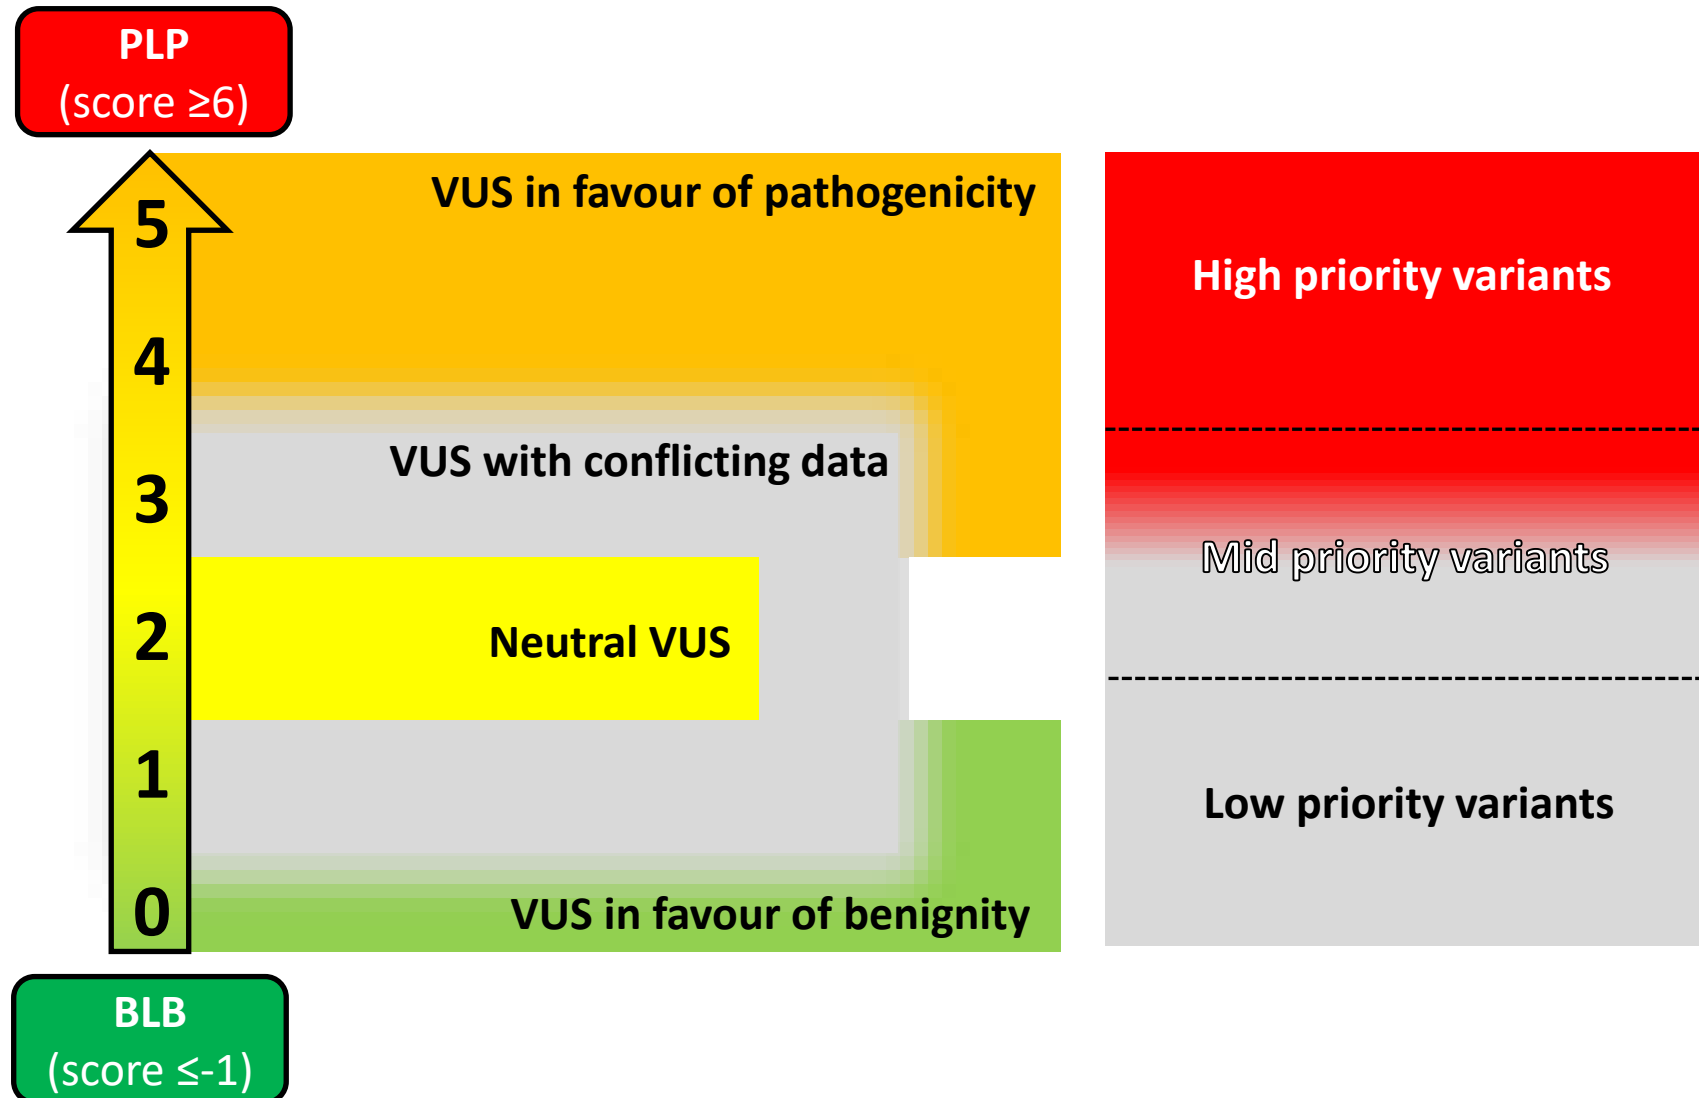 PLP
(score ≥6)
5
4
3
2
1
0
BLB
(score ≤-1)
VUS in favour of pathogenicity
VUS with conflicting data
Neutral VUS
VUS in favour of benignity
High priority variants
Mid priority variants
Low priority variants